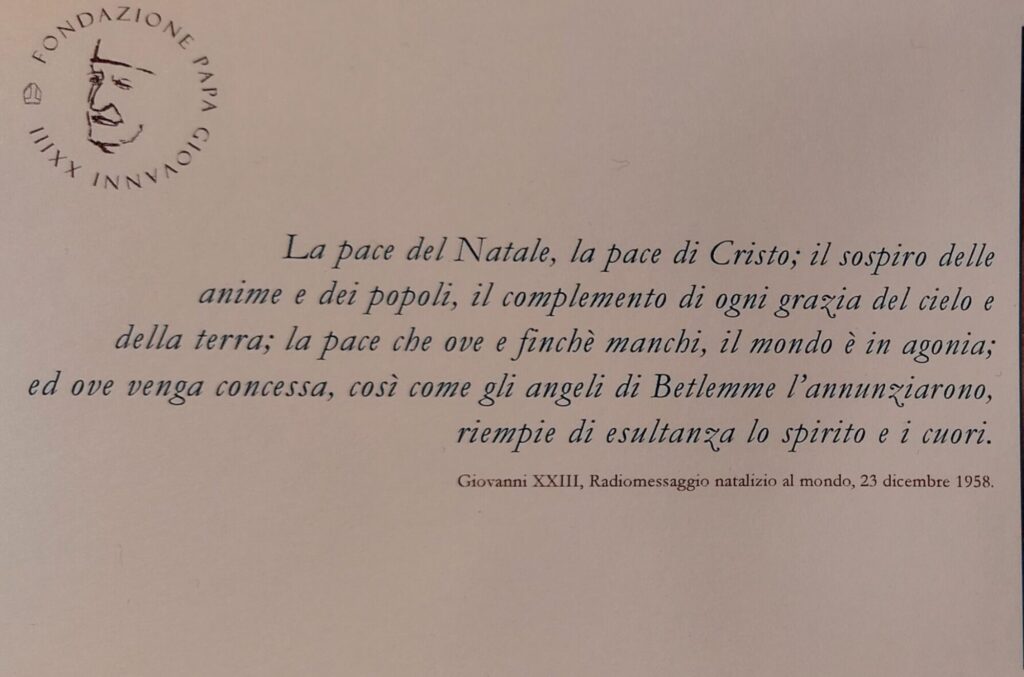 FONDAZIONE PAPA GIOVANNI XXIII
La pace del Natale, la pace di Cristo; il sospiro delle
anime e dei popoli, il complemento di ogni grazia del cielo e
della terra; la pace che ove e finchè manchi, il mondo è in agonia;
ed ove venga concessa, così come gli angeli di Betlemme l'annunziarono,
riempie di esultanza lo spirito e i cuori.
Giovanni XXIII, Radiomessaggio natalizio al mondo, 23 dicembre 1958.